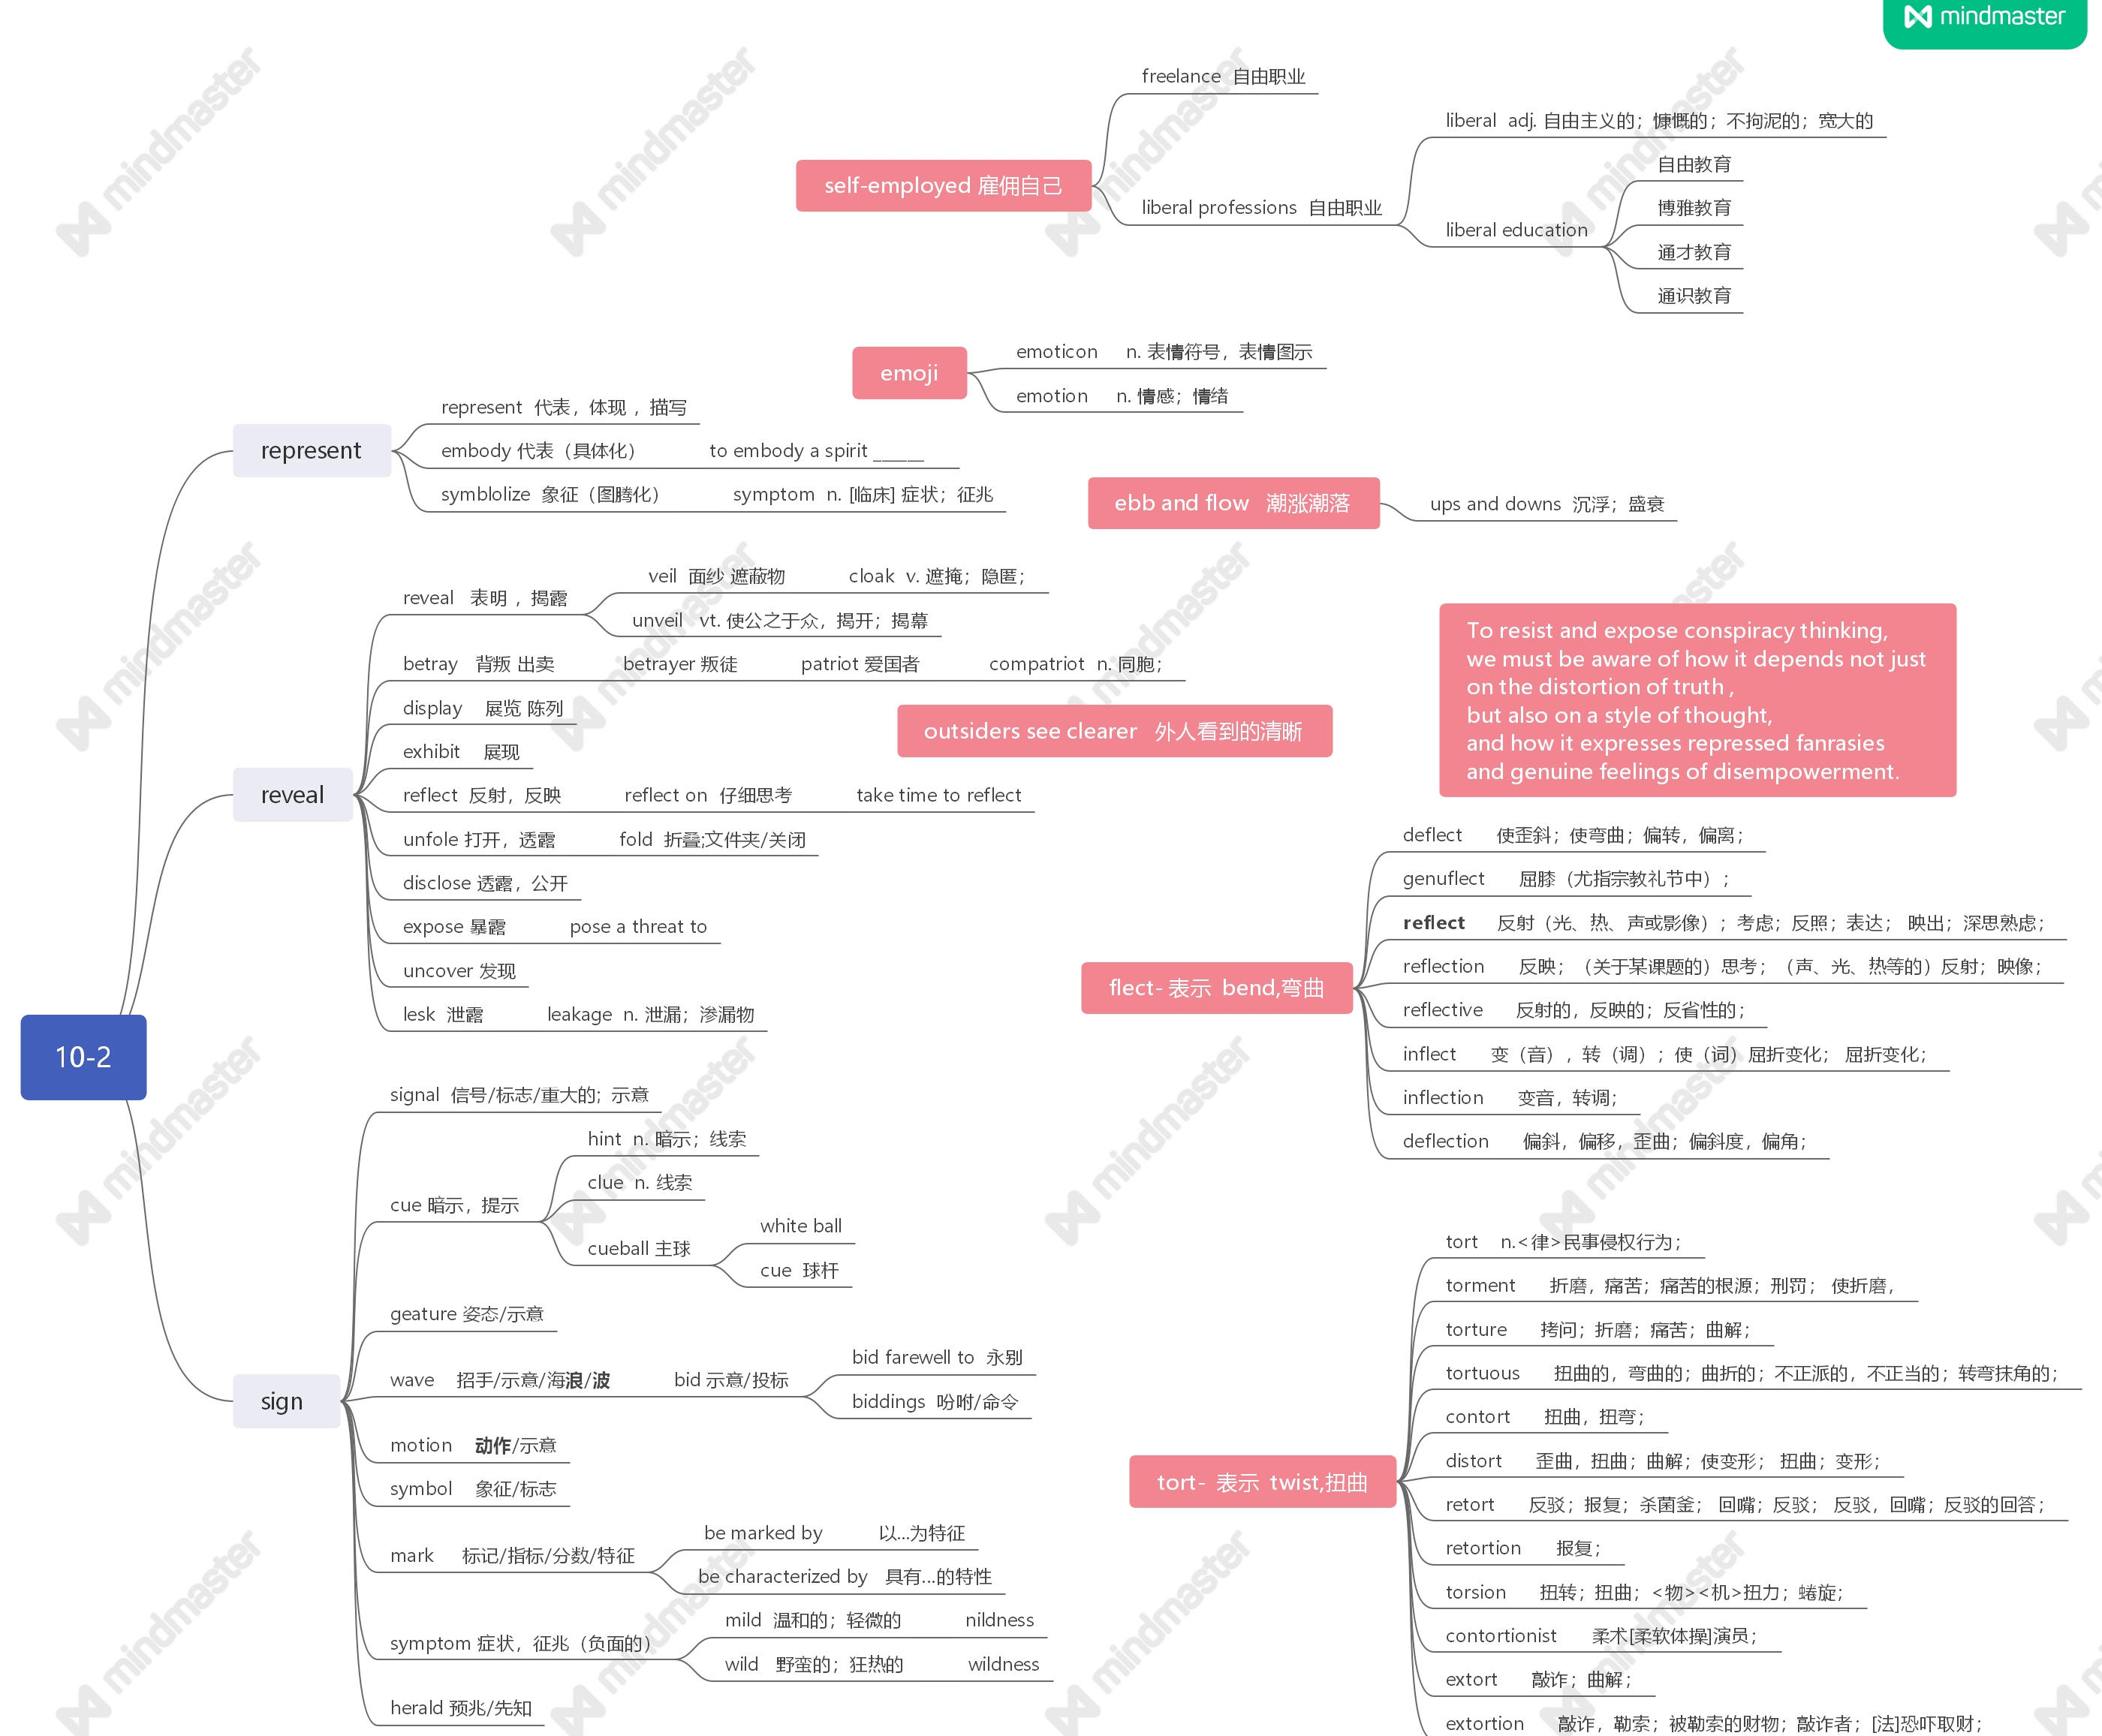 mindmaster
freelance 自由职业
self-employed 雇佣自己
liberal professions 自由职业
liberal adj. 自由主义的；慷慨的；不拘泥的；宽大的
liberal education
自由教育
博雅教育
通才教育
通识教育
emoji
emoticon n. 表情符号，表情图示
emotion n. 情感；情绪
ebb and flow 潮涨潮落
ups and downs 沉浮；盛衰
outsiders see clearer 外人看到的清晰
To resist and expose conspiracy thinking,
we must be aware of how it depends not just
on the distortion of truth ,
but also on a style of thought,
and how it expresses repressed fanrasies
and genuine feelings of disempowerment.
10-2
represent
represent 代表，体现 ，描写
embody 代表（具体化） to embody a spirit _____
symblolize 象征（图腾化） symptom n. [临床] 症状；征兆
reveal
reveal 表明 ，揭露
veil 面纱 遮蔽物 cloak v. 遮掩；隐匿；
unveil vt. 使公之于众，揭开；揭幕
betray 背叛 出卖 betrayer 叛徒 patriot 爱国者 compatriot n. 同胞；
display 展览 陈列
exhibit 展现
reflect 反射，反映 reflect on 仔细思考 take time to reflect
unfole 打开，透露 fold 折叠;文件夹/关闭
disclose 透露，公开
expose 暴露 pose a threat to
uncover 发现
lesk 泄露 leakage n. 泄漏；渗漏物
sign
signal 信号/标志/重大的；示意
cue 暗示，提示
hint n. 暗示；线索
clue n. 线索
cueball 主球
white ball
cue 球杆
geature 姿态/示意
wave 招手/示意/海浪/波 bid 示意/投标
bid farewell to 永别
biddings 吩咐/命令
motion 动作/示意
symbol 象征/标志
mark 标记/指标/分数/特征
be marked by 以...为特征
be characterized by 具有...的特性
symptom 症状，征兆（负面的）
mild 温和的；轻微的 nildness
wild 野蛮的；狂热的 wildness
herald 预兆/先知
flect- 表示 bend,弯曲
deflect 使歪斜；使弯曲；偏转，偏离；
genuflect 屈膝（尤指宗教礼节中）；
reflect 反射（光、热、声或影像）；考虑；反照；表达； 映出；深思熟虑；
reflection 反映；（关于某课题的）思考；（声、光、热等的）反射；映像；
reflective 反射的，反映的；反省性的；
inflect 变（音），转（调）；使（词）屈折变化； 屈折变化；
inflection 变音，转调；
deflection 偏斜，偏移，歪曲；偏斜度，偏角；
tort- 表示 twist,扭曲
tort n.<律>民事侵权行为；
torment 折磨，痛苦；痛苦的根源；刑罚； 使折磨，
torture 拷问；折磨；痛苦；曲解；
tortuous 扭曲的，弯曲的；曲折的；不正派的，不正当的；转弯抹角的；
contort 扭曲，扭弯；
distort 歪曲，扭曲；曲解；使变形； 扭曲；变形；
retort 反驳；报复；杀菌釜； 回嘴；反驳； 反驳，回嘴；反驳的回答；
retortion 报复；
torsion 扭转；扭曲；<物><机>扭力；蜷旋；
contortionist 柔术[柔软体操]演员；
extort 敲诈；曲解；
extortion 敲诈，勒索；被勒索的财物；敲诈者；[法]恐吓取财；